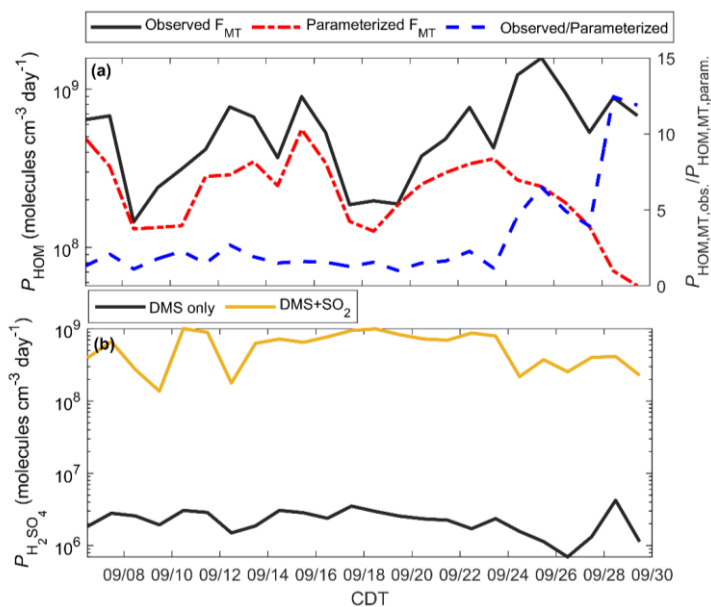 Observed F_MT Parameterized F_MT Observed/Parameterized
(a)
P_HOM (molecules cm^-3 day^-1)
10^9
10^8
15
10
5
0
P_HOM,MT,obs./P_HOM,MT,param.
DMS only DMS+SO_2
(b)
P_H_2SO_4 (molecules cm^-3 day^-1)
10^9
10^8
10^7
10^6
09/08 09/10 09/12 09/14 09/16 09/18 09/20 09/22 09/24 09/26 09/28 09/30
CDT